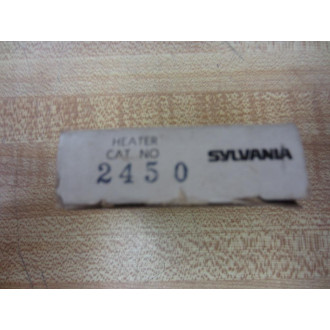 HEATER
CAT. NO
SYLVANIA
2450